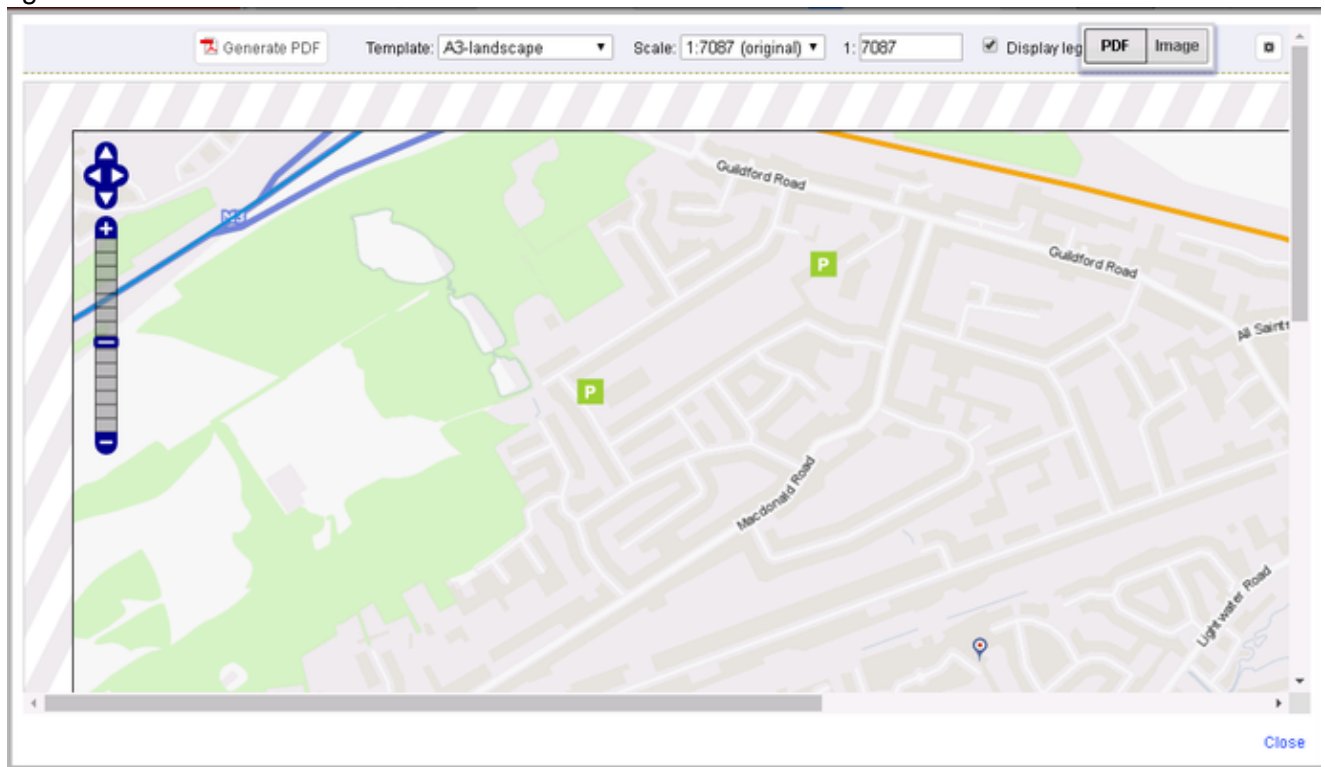 Generate PDF Template: A3-landscape Scale: 1:7087 (original) 1: 7087 Display leg PDF Image
Guildford Road
P
Guildford Road
All Saints
P
Macdonald Road
Lightwater Road
Close